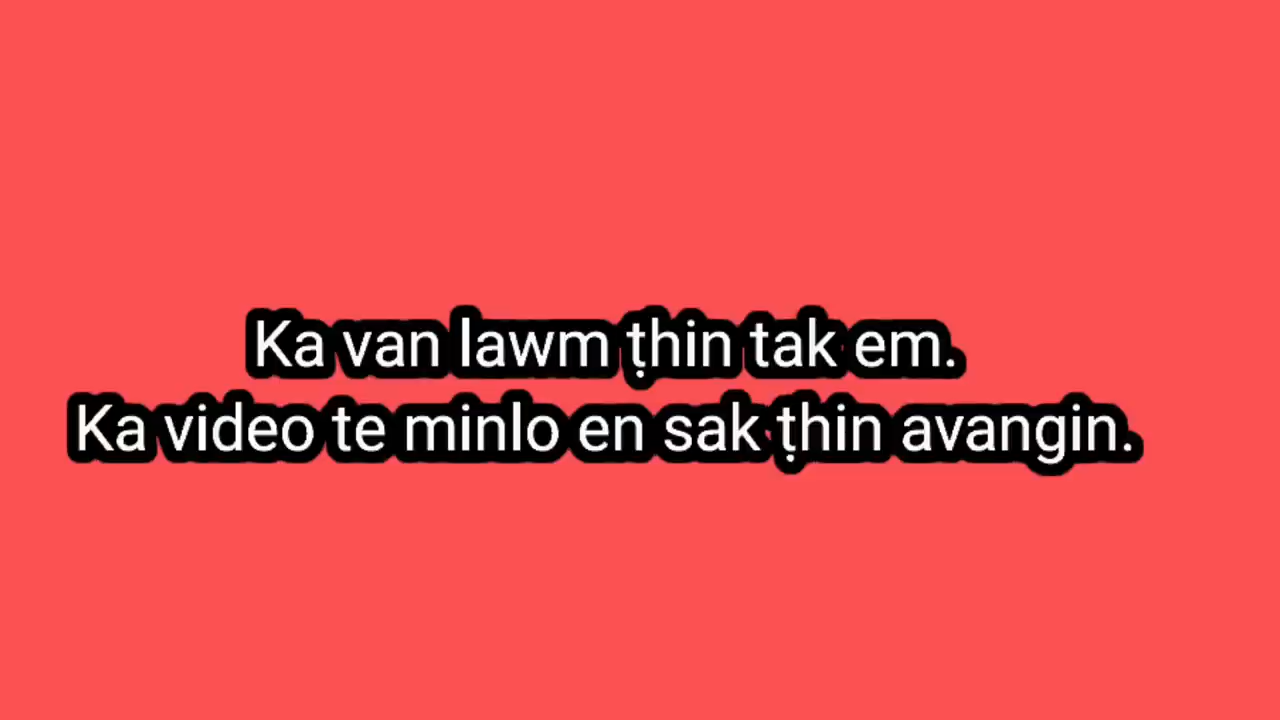 Ka van lawm ṭhin tak em.
Ka video te minlo en sak ṭhin avangin.